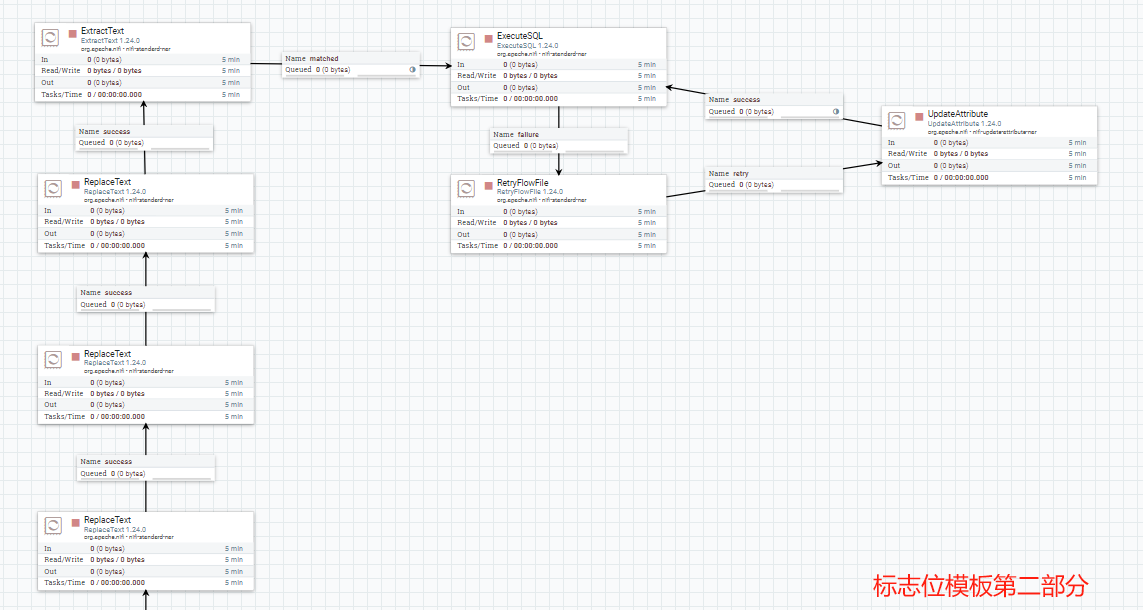 ExtractText
ExtractText 1.24.0
org.apache.nifi - nifi-standard-nar
In 0 (0 bytes) 5 min
Read/Write 0 bytes / 0 bytes 5 min
Out 0 (0 bytes) 5 min
Tasks/Time 0 / 00:00:00.000 5 min
Name matched
Queued 0 (0 bytes)
ExecuteSQL
ExecuteSQL 1.24.0
org.apache.nifi - nifi-standard-nar
In 0 (0 bytes) 5 min
Read/Write 0 bytes / 0 bytes 5 min
Out 0 (0 bytes) 5 min
Tasks/Time 0 / 00:00:00.000 5 min
Name success
Queued 0 (0 bytes)
UpdateAttribute
UpdateAttribute 1.24.0
org.apache.nifi - nifi-update-attribute-nar
In 0 (0 bytes) 5 min
Read/Write 0 bytes / 0 bytes 5 min
Out 0 (0 bytes) 5 min
Tasks/Time 0 / 00:00:00.000 5 min
Name success
Queued 0 (0 bytes)
Name failure
Queued 0 (0 bytes)
Name retry
Queued 0 (0 bytes)
ReplaceText
ReplaceText 1.24.0
org.apache.nifi - nifi-standard-nar
In 0 (0 bytes) 5 min
Read/Write 0 bytes / 0 bytes 5 min
Out 0 (0 bytes) 5 min
Tasks/Time 0 / 00:00:00.000 5 min
RetryFlowFile
RetryFlowFile 1.24.0
org.apache.nifi - nifi-standard-nar
In 0 (0 bytes) 5 min
Read/Write 0 bytes / 0 bytes 5 min
Out 0 (0 bytes) 5 min
Tasks/Time 0 / 00:00:00.000 5 min
Name success
Queued 0 (0 bytes)
ReplaceText
ReplaceText 1.24.0
org.apache.nifi - nifi-standard-nar
In 0 (0 bytes) 5 min
Read/Write 0 bytes / 0 bytes 5 min
Out 0 (0 bytes) 5 min
Tasks/Time 0 / 00:00:00.000 5 min
Name success
Queued 0 (0 bytes)
ReplaceText
ReplaceText 1.24.0
org.apache.nifi - nifi-standard-nar
In 0 (0 bytes) 5 min
Read/Write 0 bytes / 0 bytes 5 min
Out 0 (0 bytes) 5 min
Tasks/Time 0 / 00:00:00.000 5 min
标志位模板第二部分